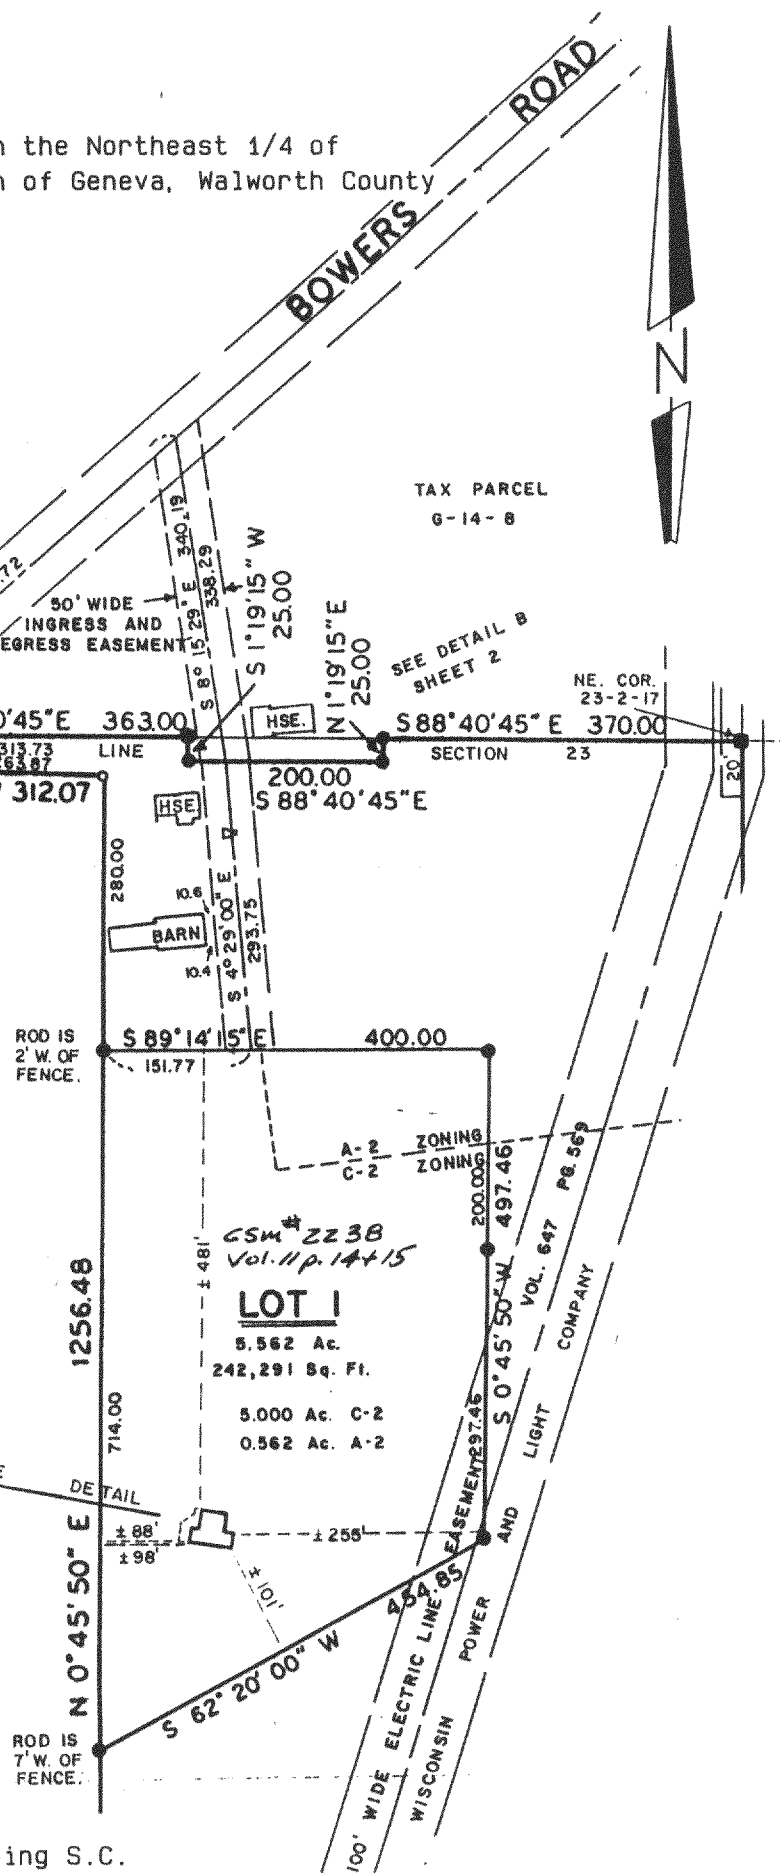 n the Northeast 1/4 of
n of Geneva, Walworth County
BOWERS ROAD
N
TAX PARCEL
G-14-8
.72
340.19
338.29
S 8° 15' 29" E
50' WIDE
INGRESS AND
EGRESS EASEMENT
S 1°19'15" W
25.00
N 1°19'15"E
25.00
SEE DETAIL B
SHEET 2
NE. COR.
23-2-17
0'45"E 363.00
HSE.
S88°40'45" E 370.00
313.73
263.87
LINE
SECTION 23
20'
200.00
S 88°40'45"E
312.07
HSE.
280.00
10.6
BARN
10.4
S 4°29'00" E
293.75
ROD IS
2' W. OF
FENCE.
S 89°14'15" E 400.00
151.77
A-2 ZONING
C-2 ZONING
200.00
497.46
S 0°45'50" W
VOL. 647 PG. 569
± 481'
CSM # 2238
Vol. 11 p. 14+15
LOT 1
5.562 Ac.
242,291 Sq. Ft.
5.000 Ac. C-2
0.562 Ac. A-2
1256.48
N 0°45'50" E
714.00
297.46
E
DETAIL
± 88'
± 98'
± 255'
± 101'
454.85
S 62° 20' 00" W
100' WIDE ELECTRIC LINE EASEMENT
WISCONSIN POWER AND LIGHT COMPANY
ROD IS
7' W. OF
FENCE.
ing S.C.